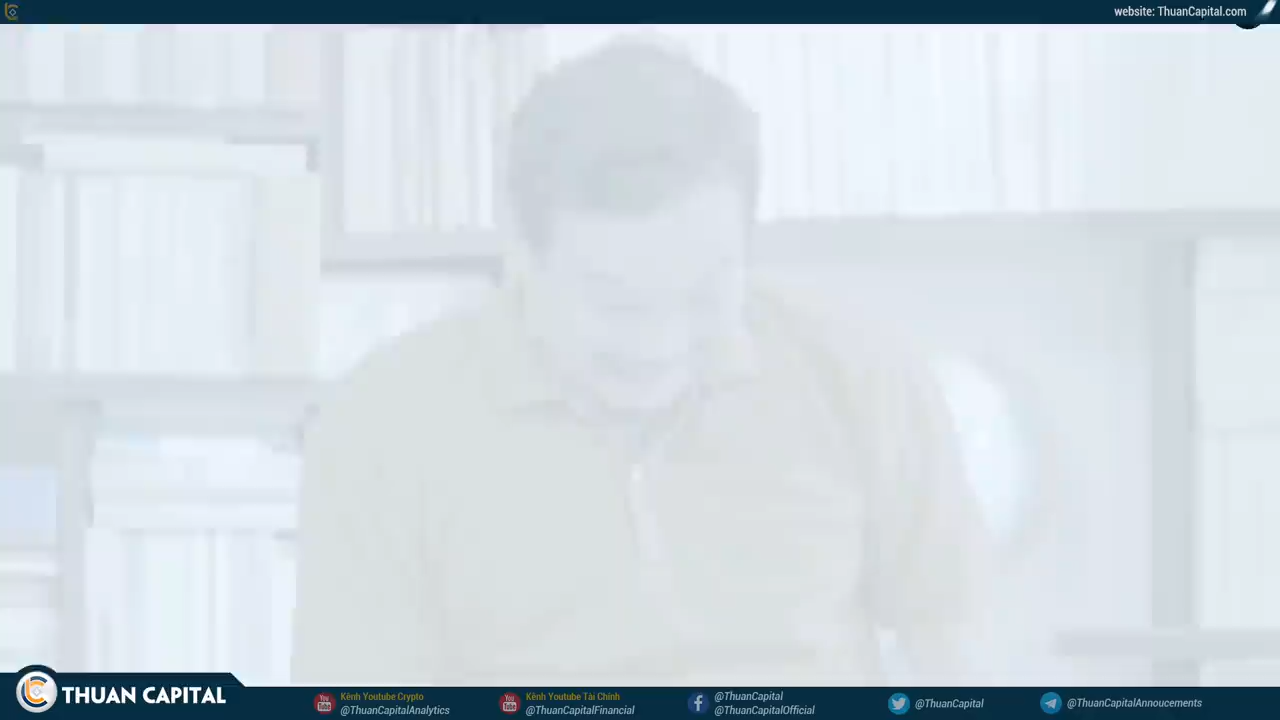 website: ThuanCapital.com
THUAN CAPITAL
Kênh Youtube Crypto
@ThuanCapitalAnalytics
Kênh Youtube Tài Chính
@ThuanCapitalFinancial
@ThuanCapital
@ThuanCapitalOfficial
@ThuanCapital
@ThuanCapitalAnnoucements